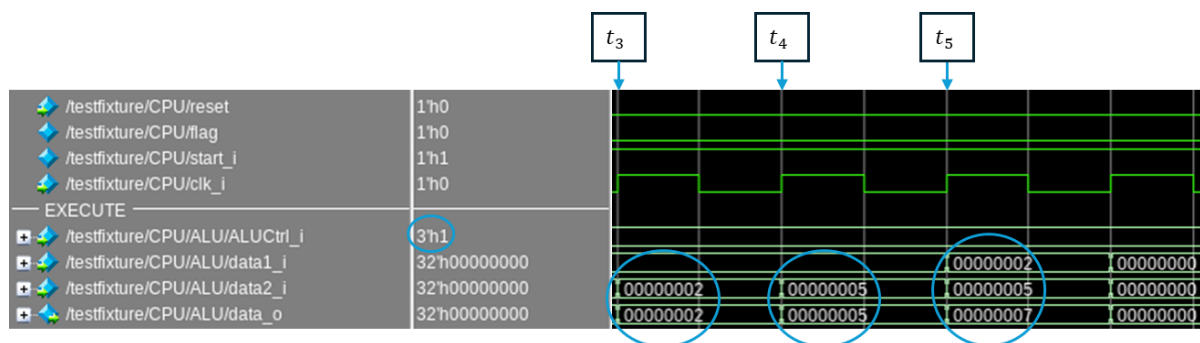 t3 t4 t5
/testfixture/CPU/reset 1'h0
/testfixture/CPU/flag 1'h0
/testfixture/CPU/start_i 1'h1
/testfixture/CPU/clk_i 1'h0
EXECUTE
/testfixture/CPU/ALU/ALUCtrl_i 3'h1
/testfixture/CPU/ALU/data1_i 32'h00000000 00000002 00000000
/testfixture/CPU/ALU/data2_i 32'h00000000 00000002 00000005 00000005 00000000
/testfixture/CPU/ALU/data_o 32'h00000000 00000002 00000005 00000007 00000000